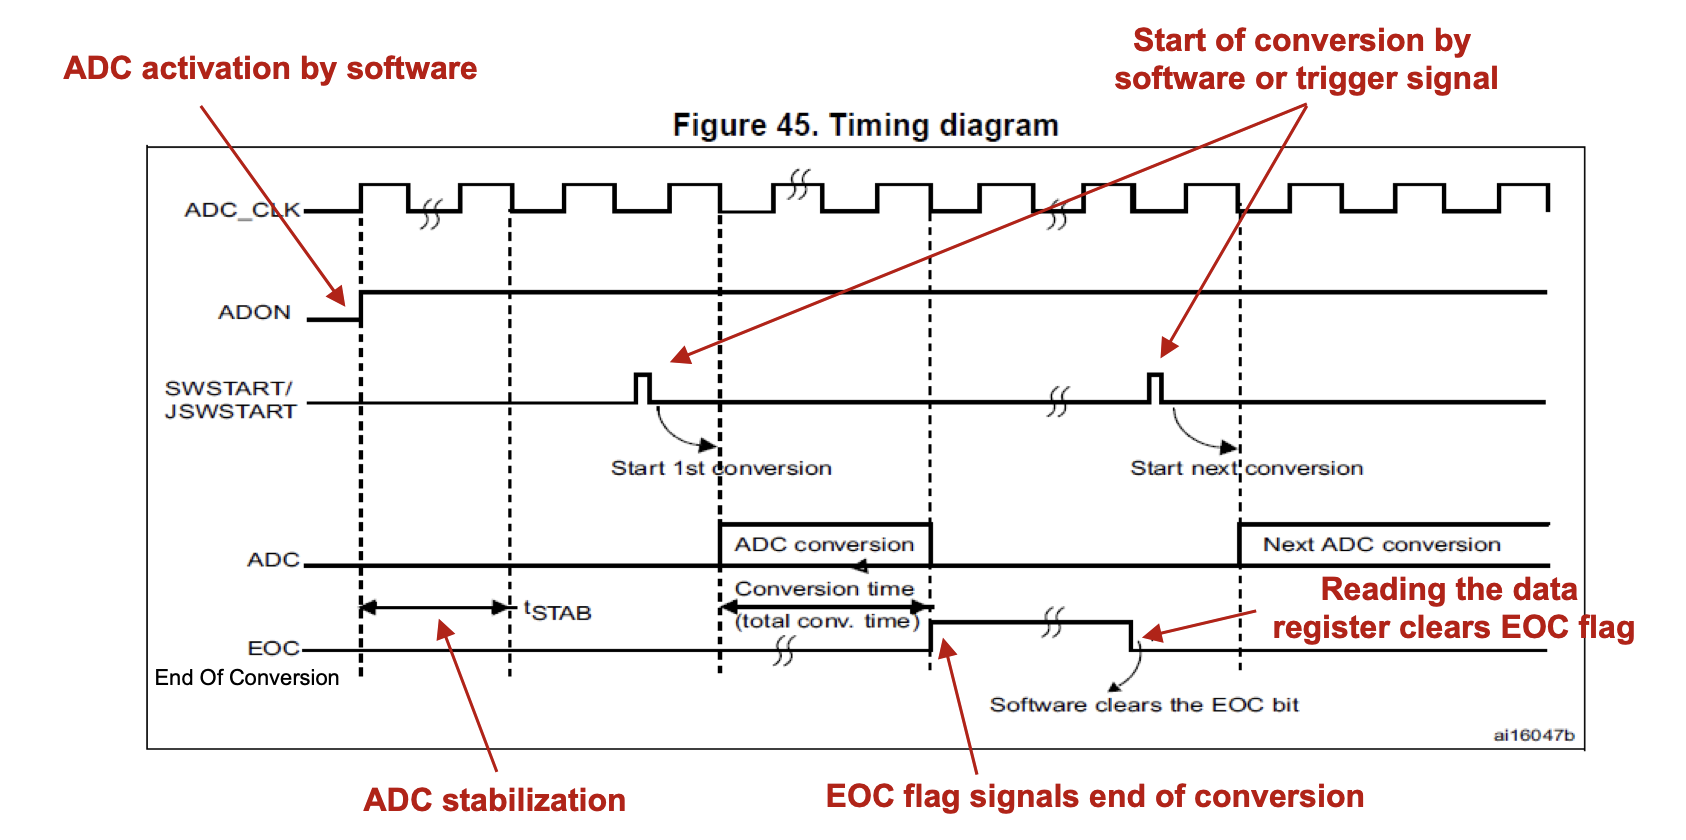 Start of conversion by
software or trigger signal
ADC activation by software
Figure 45. Timing diagram
ADC_CLK
ADON
SWSTART/
JSWSTART
Start 1st conversion
Start next conversion
ADC
ADC conversion
Next ADC conversion
Conversion time
(total conv. time)
tSTAB
Reading the data
register clears EOC flag
EOC
End Of Conversion
Software clears the EOC bit
ai16047b
ADC stabilization
EOC flag signals end of conversion